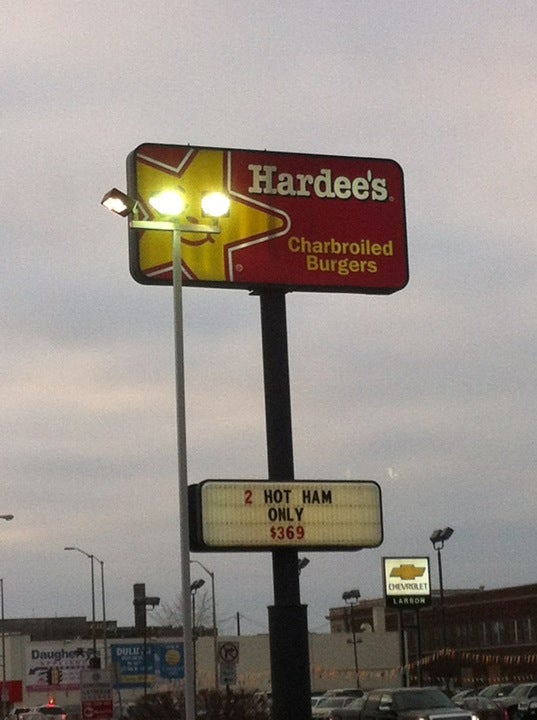 Hardee's
Charbroiled
Burgers
2 HOT HAM
ONLY
$369
CHEVROLET
LARSON